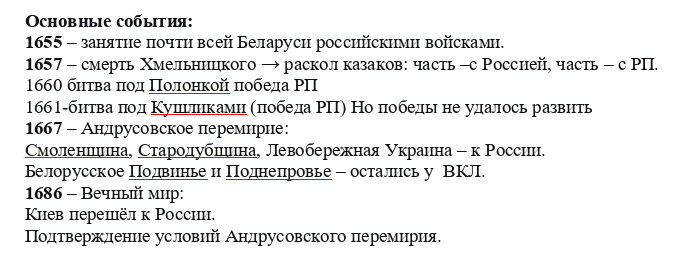 Основные события:
1655 – занятие почти всей Беларуси российскими войсками.
1657 – смерть Хмельницкого → раскол казаков: часть –с Россией, часть – с РП.
1660 битва под Полонкой победа РП
1661-битва под Кушликами (победа РП) Но победы не удалось развить
1667 – Андрусовское перемирие:
Смоленщина, Стародубщина, Левобережная Украина – к России.
Белорусское Подвинье и Поднепровье – остались у  ВКЛ.
1686 – Вечный мир:
Киев перешёл к России.
Подтверждение условий Андрусовского перемирия.